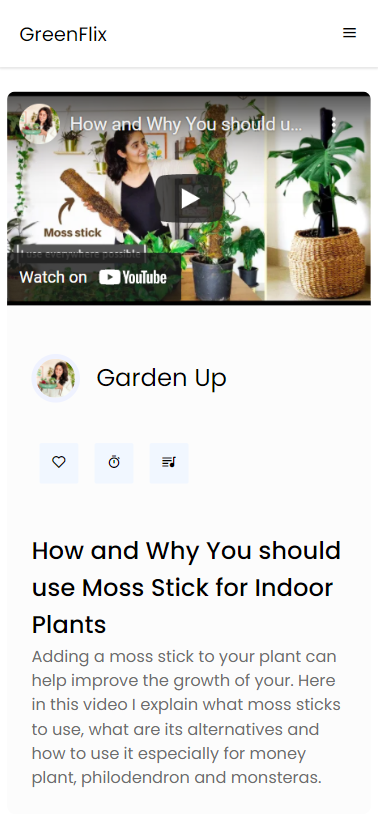 GreenFlix
How and Why You should u...
Moss stick
I use everywhere possible
Watch on YouTube
Garden Up
How and Why You should
use Moss Stick for Indoor
Plants
Adding a moss stick to your plant can
help improve the growth of your. Here
in this video I explain what moss sticks
to use, what are its alternatives and
how to use it especially for money
plant, philodendron and monsteras.